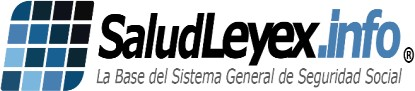 SaludLeyex.info®
La Base del Sistema General de Seguridad Social